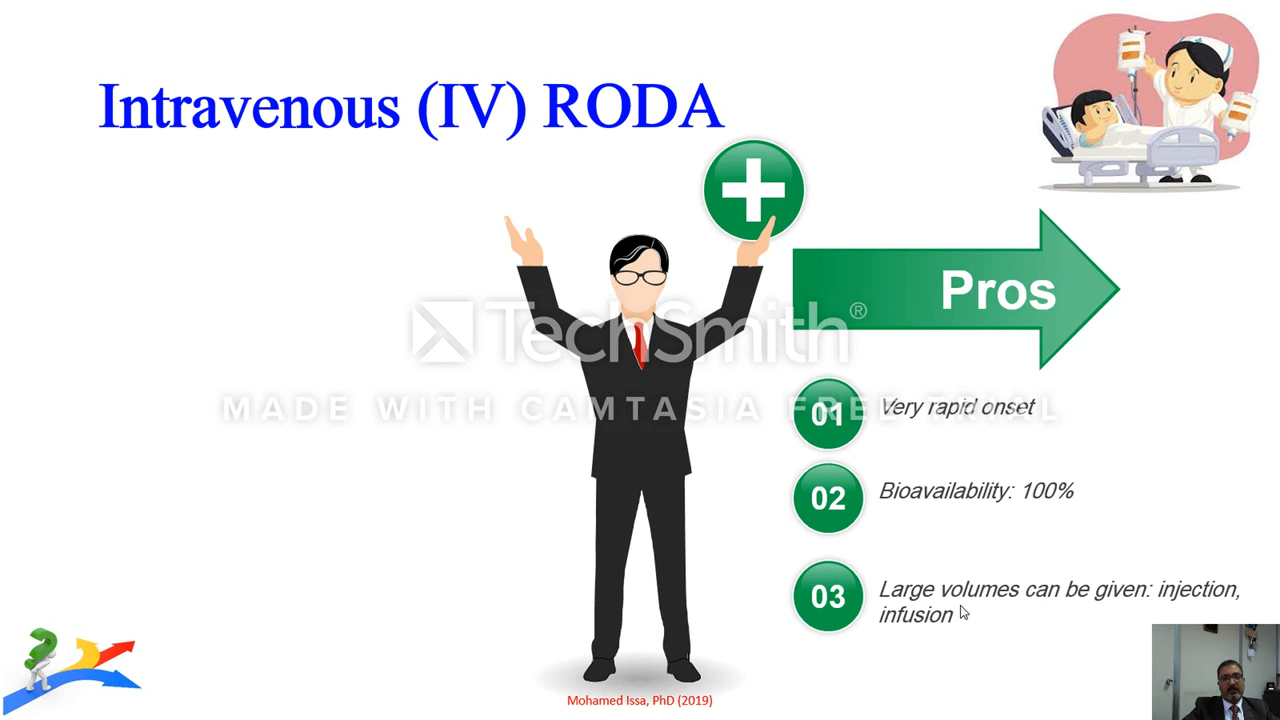 Intravenous (IV) RODA
Pros
TechSmith®
MADE WITH CAMTASIA FREE TRIAL
01 Very rapid onset
02 Bioavailability: 100%
03 Large volumes can be given: injection,
infusion
Mohamed Issa, PhD (2019)